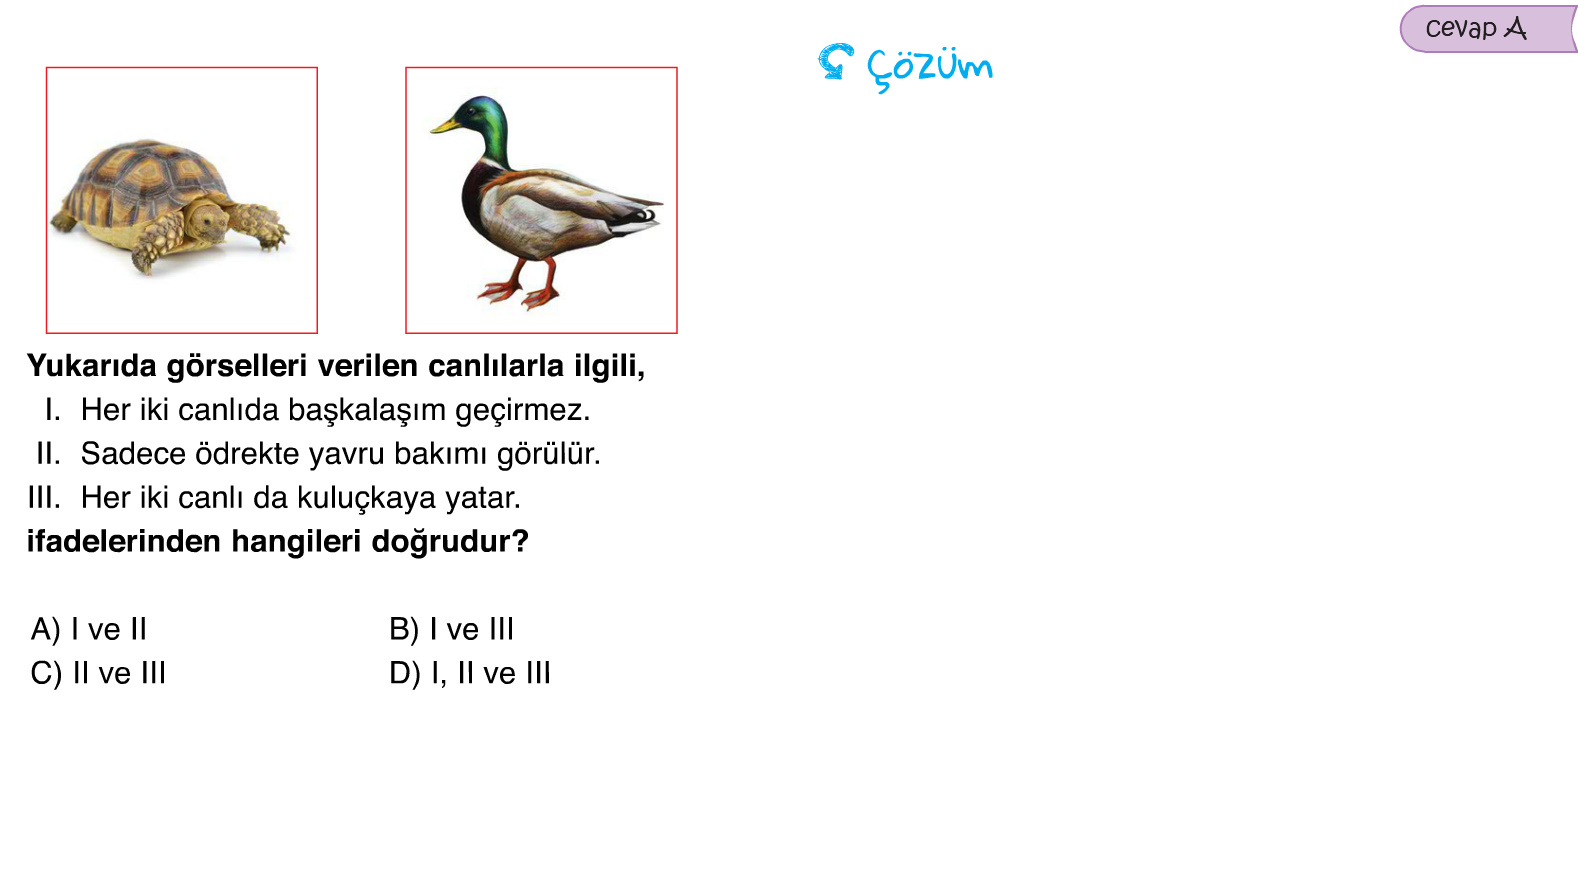 cevap A
Çözüm
Yukarıda görselleri verilen canlılarla ilgili,
I. Her iki canlıda başkalaşım geçirmez.
II. Sadece ödrekte yavru bakımı görülür.
III. Her iki canlı da kuluçkaya yatar.
ifadelerinden hangileri doğrudur?
A) I ve II B) I ve III
C) II ve III D) I, II ve III